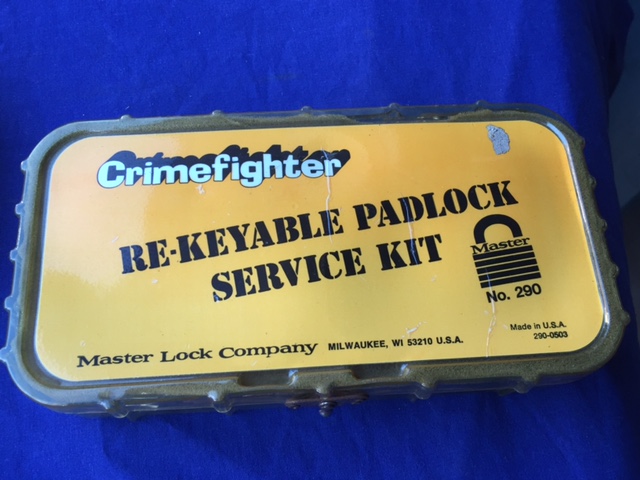 Crimefighter
RE-KEYABLE PADLOCK
SERVICE KIT
Master
No. 290
Made in U.S.A.
290-0503
Master Lock Company MILWAUKEE, WI 53210 U.S.A.